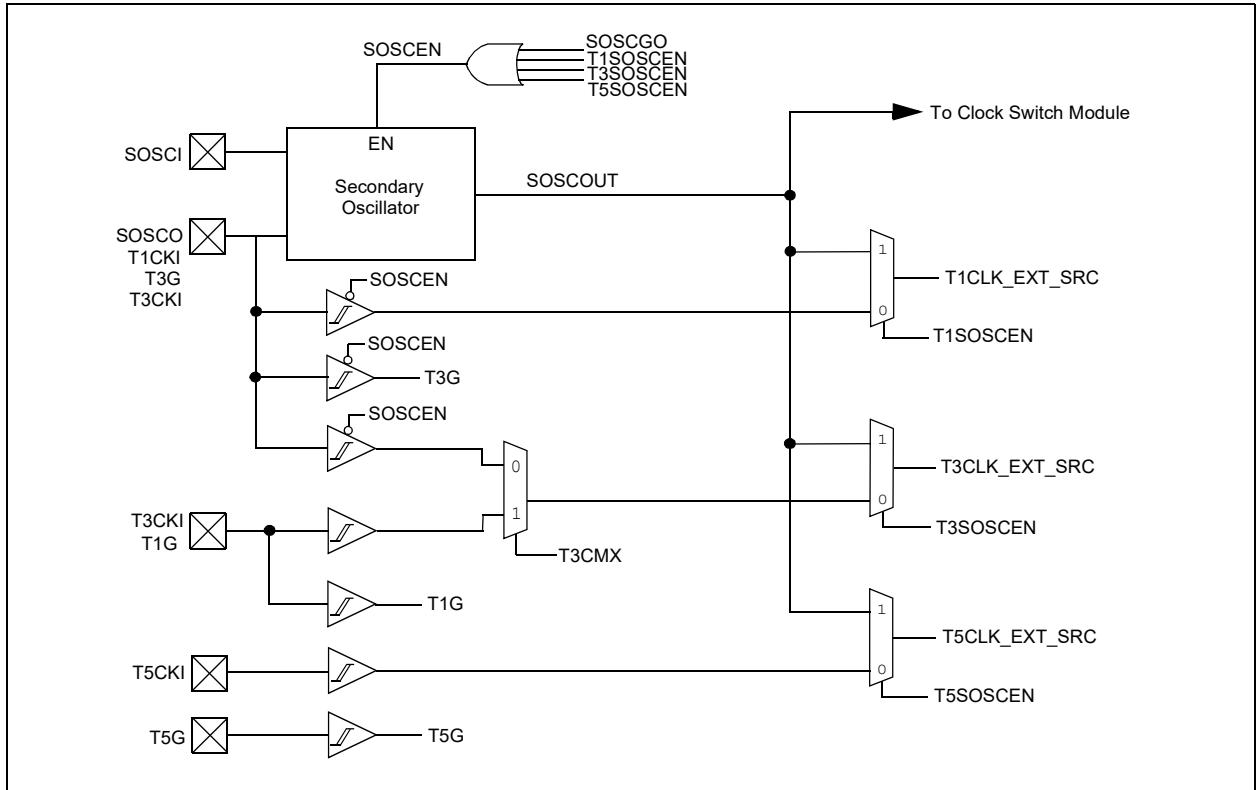 SOSCEN
SOSCGO
T1SOSCEN
T3SOSCEN
T5SOSCEN
To Clock Switch Module
SOSCI
EN
Secondary
Oscillator
SOSCOUT
SOSCO
T1CKI
T3G
T3CKI
SOSCEN
1
0
T1CLK_EXT_SRC
T1SOSCEN
SOSCEN
T3G
SOSCEN
0
1
T3CMX
1
0
T3CLK_EXT_SRC
T3SOSCEN
T3CKI
T1G
T1G
1
0
T5CLK_EXT_SRC
T5SOSCEN
T5CKI
T5G
T5G